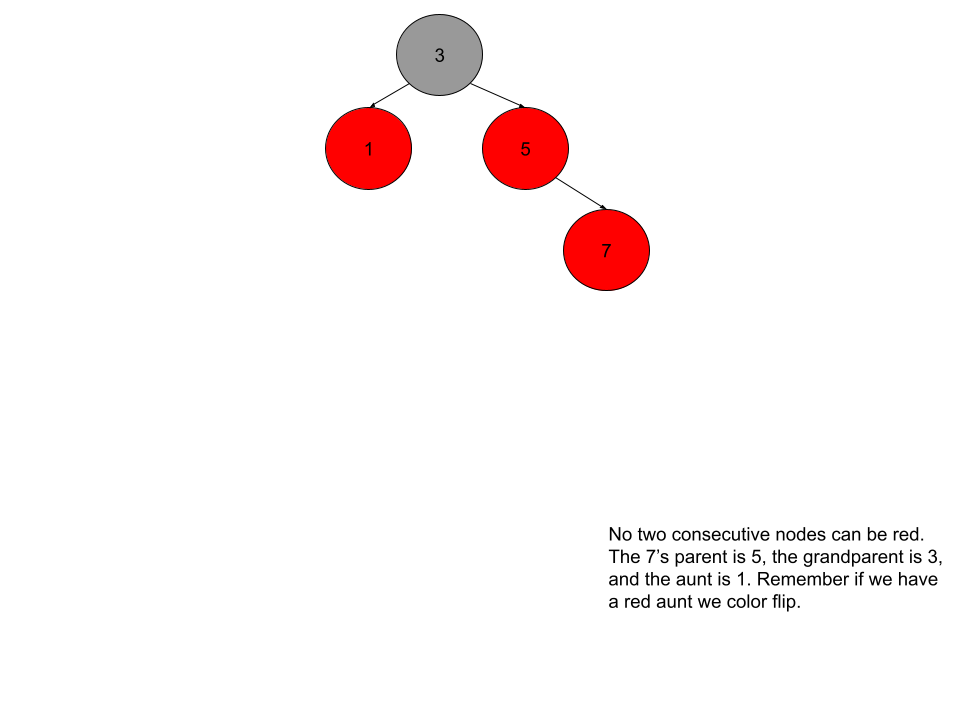 3
1
5
7
No two consecutive nodes can be red.
The 7’s parent is 5, the grandparent is 3,
and the aunt is 1. Remember if we have
a red aunt we color flip.